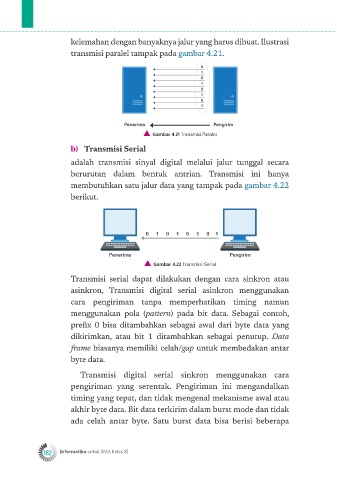 kelemahan dengan banyaknya jalur yang harus dibuat. Ilustrasi
transmisi paralel tampak pada gambar 4.21.
0
1
0
1
0
1
0
1
Penerima Pengirim
Gambar 4.21 Transmisi Paralel
b) Transmisi Serial
adalah transmisi sinyal digital melalui jalur tunggal secara
berurutan dalam bentuk antrian. Transmisi ini hanya
membutuhkan satu jalur data yang tampak pada gambar 4.22
berikut.
0 1 0 1 0 1 0 1
Penerima Pengirim
Gambar 4.22 Transmisi Serial
Transmisi serial dapat dilakukan dengan cara sinkron atau
asinkron, Transmisi digital serial asinkron menggunakan
cara pengiriman tanpa memperhatikan timing namun
menggunakan pola (pattern) pada bit data. Sebagai contoh,
prefix 0 bisa ditambahkan sebagai awal dari byte data yang
dikirimkan, atau bit 1 ditambahkan sebagai penutup. Data
frame biasanya memiliki celah/gap untuk membedakan antar
byte data.
Transmisi digital serial sinkron menggunakan cara
pengiriman yang serentak. Pengiriman ini mengandalkan
timing yang tepat, dan tidak mengenal mekanisme awal atau
akhir byte data. Bit data terkirim dalam burst mode dan tidak
ada celah antar byte. Satu burst data bisa berisi beberapa
182 Informatika untuk SMA Kelas XI